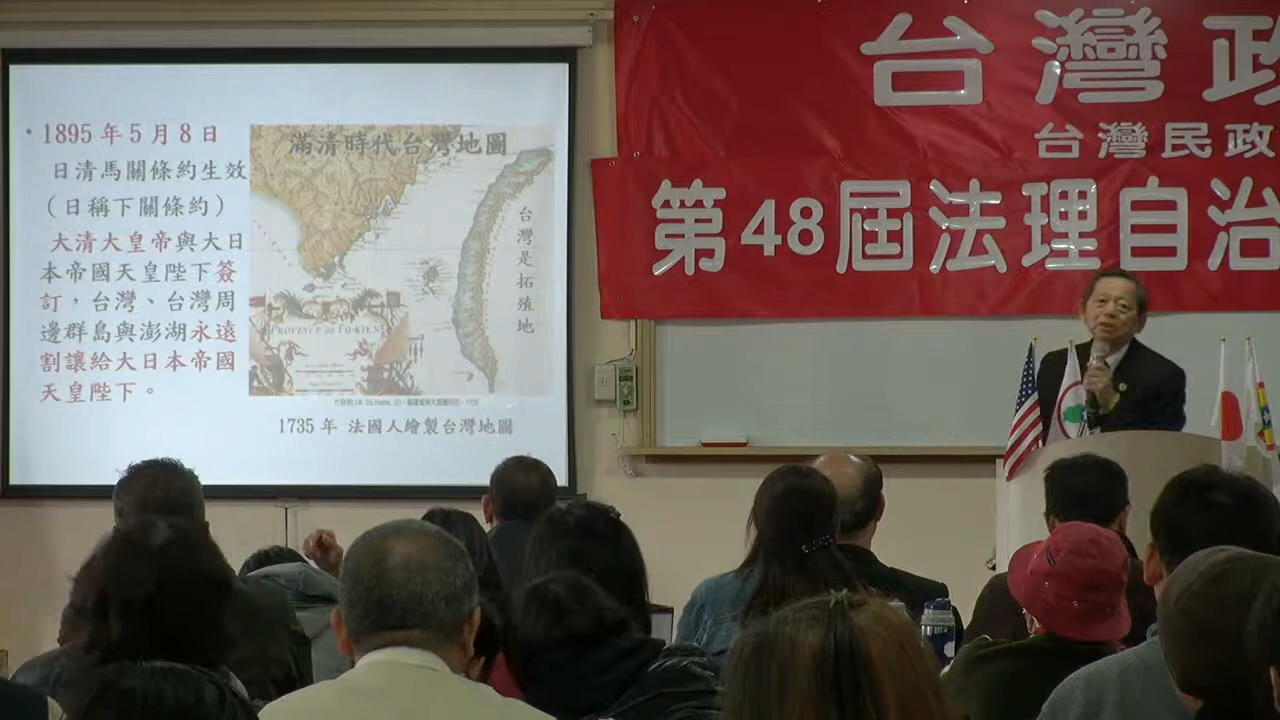 • 1895 年 5 月 8 日
日清馬關條約生效
（日稱下關條約）
大清大皇帝與大日
本帝國天皇陛下簽
訂，台灣、台灣周
邊群島與澎湖永遠
割讓給大日本帝國
天皇陛下。
滿清時代台灣地圖
台灣是拓殖地
PROVINCE DE FO-KIEN
1735 年 法國人繪製台灣地圖
台灣政
台灣民政
第48屆法理自治